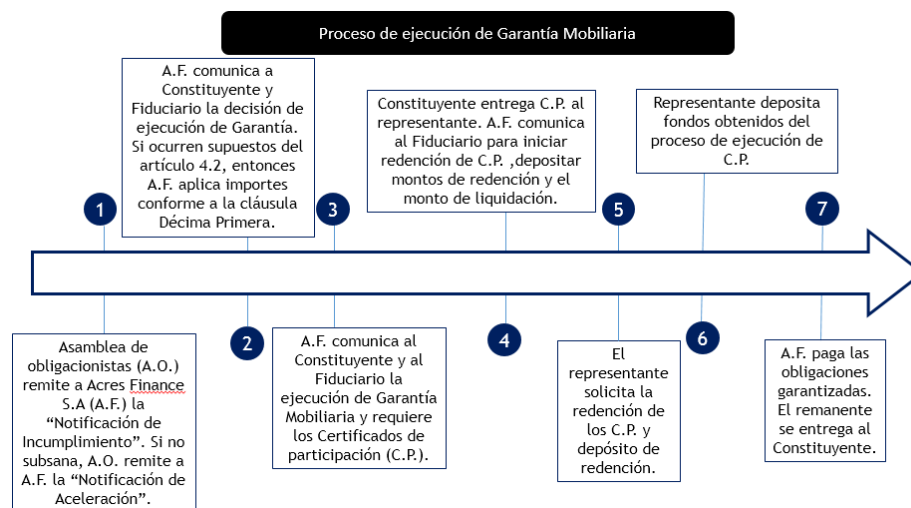 Proceso de ejecución de Garantía Mobiliaria
1
Asamblea de
obligacionistas (A.O.)
remite a Acres Finance
S.A (A.F.) la
“Notificación de
Incumplimiento”. Si no
subsana, A.O. remite a
A.F. la “Notificación de
Aceleración”.
2
A.F. comunica a
Constituyente y
Fiduciario la decisión de
ejecución de Garantía.
Si ocurren supuestos del
artículo 4.2, entonces
A.F. aplica importes
conforme a la cláusula
Décima Primera.
3
A.F. comunica al
Constituyente y al
Fiduciario la
ejecución de Garantía
Mobiliaria y requiere
los Certificados de
participación (C.P.).
4
Constituyente entrega C.P. al
representante. A.F. comunica
al Fiduciario para iniciar
redención de C.P. ,depositar
montos de redención y el
monto de liquidación.
5
El
representante
solicita la
redención de
los C.P. y
depósito de
redención.
6
Representante deposita
fondos obtenidos del
proceso de ejecución de
C.P.
7
A.F. paga las
obligaciones
garantizadas.
El remanente
se entrega al
Constituyente.